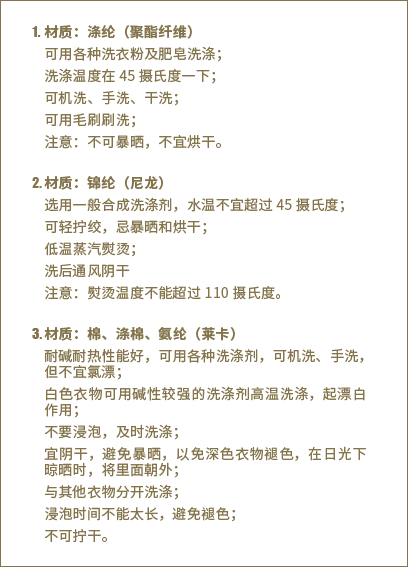 1. 材质：涤纶（聚酯纤维）
可用各种洗衣粉及肥皂洗涤；
洗涤温度在 45 摄氏度一下；
可机洗、手洗、干洗；
可用毛刷刷洗；
注意：不可暴晒，不宜烘干。
2. 材质：锦纶（尼龙）
选用一般合成洗涤剂，水温不宜超过 45 摄氏度；
可轻拧绞，忌暴晒和烘干；
低温蒸汽熨烫；
洗后通风阴干
注意：熨烫温度不能超过 110 摄氏度。
3. 材质：棉、涤棉、氨纶（莱卡）
耐碱耐热性能好，可用各种洗涤剂，可机洗、手洗，
但不宜氯漂；
白色衣物可用碱性较强的洗涤剂高温洗涤，起漂白
作用；
不要浸泡，及时洗涤；
宜阴干，避免暴晒，以免深色衣物褪色，在日光下
晾晒时，将里面朝外；
与其他衣物分开洗涤；
浸泡时间不能太长，避免褪色；
不可拧干。